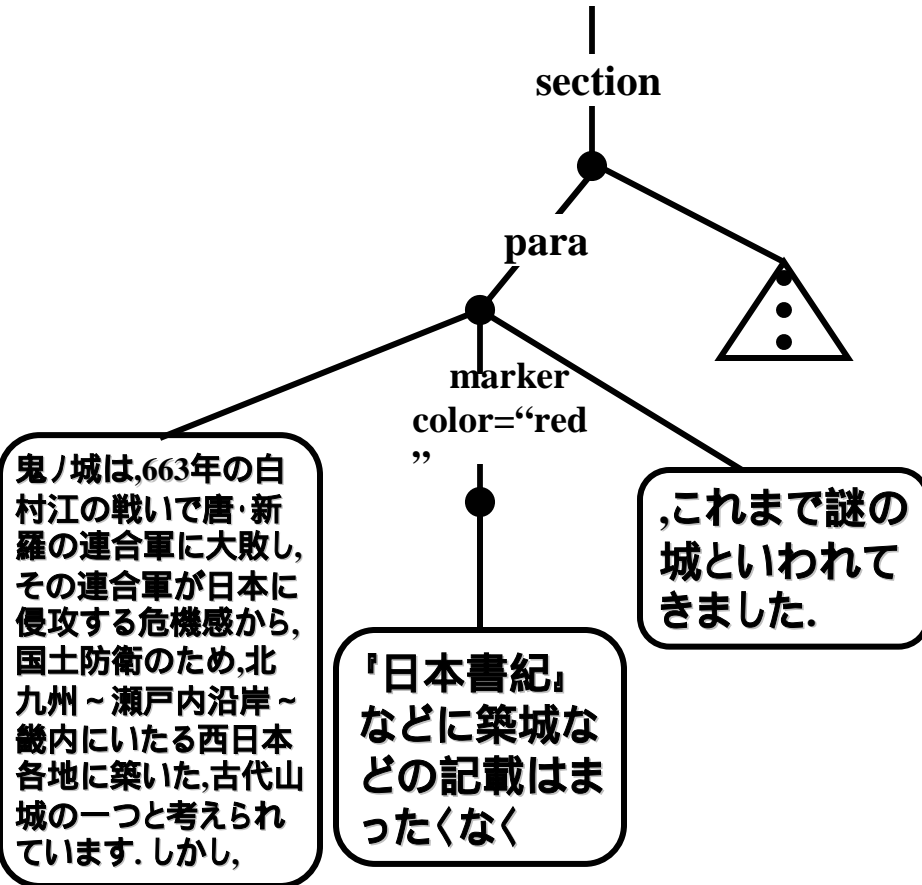 section
para
marker
color=“red
”
鬼ノ城は,663年の白
村江の戦いで唐・新
羅の連合軍に大敗し,
その連合軍が日本に
侵攻する危機感から,
国土防衛のため,北
九州~瀬戸内沿岸~
畿内にいたる西日本
各地に築いた,古代山
城の一つと考えられ
ています. しかし,
『日本書紀』
などに築城な
どの記載はま
ったくなく
,これまで謎の
城といわれて
きました.